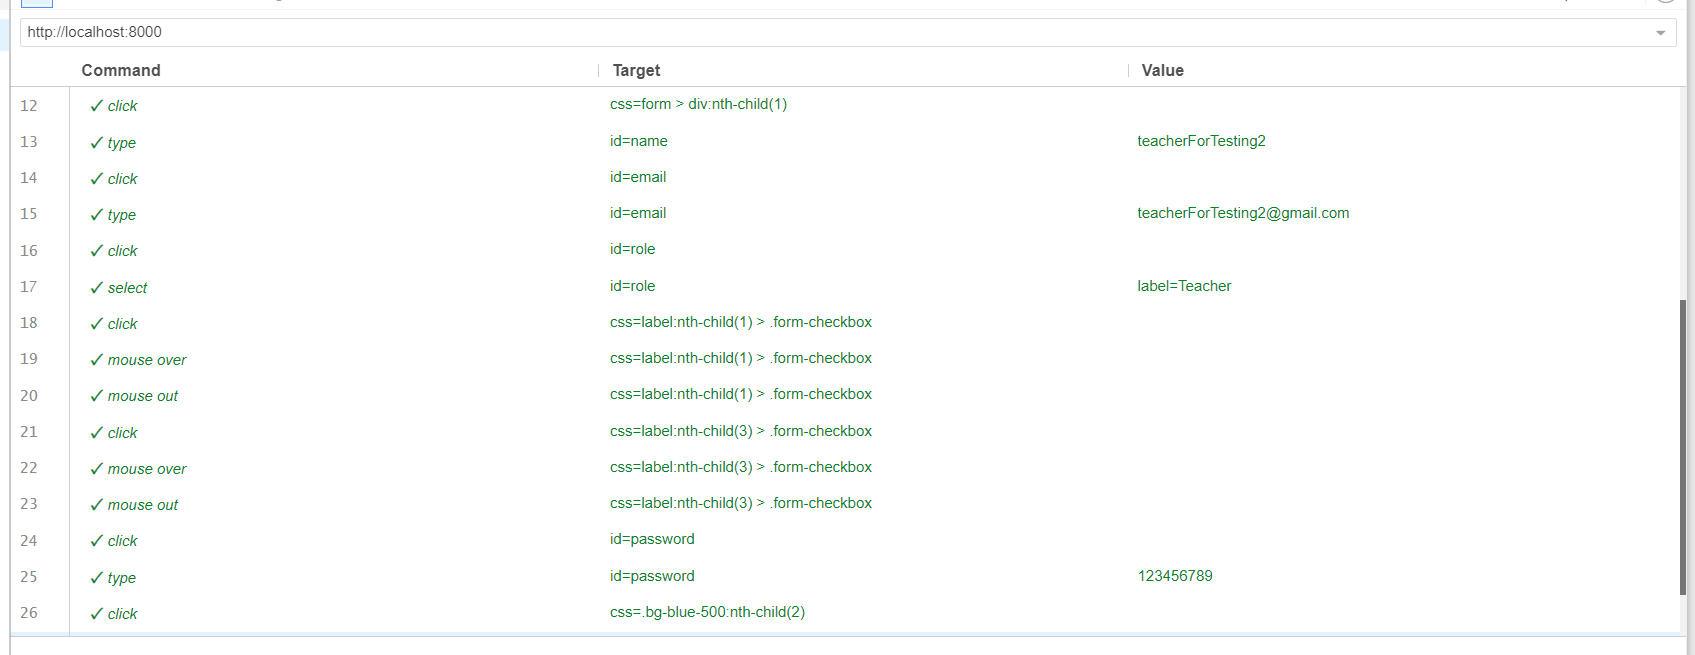 http://localhost:8000
Command Target Value
12 ✓ click css=form > div:nth-child(1)
13 ✓ type id=name teacherForTesting2
14 ✓ click id=email
15 ✓ type id=email teacherForTesting2@gmail.com
16 ✓ click id=role
17 ✓ select id=role label=Teacher
18 ✓ click css=label:nth-child(1) > .form-checkbox
19 ✓ mouse over css=label:nth-child(1) > .form-checkbox
20 ✓ mouse out css=label:nth-child(1) > .form-checkbox
21 ✓ click css=label:nth-child(3) > .form-checkbox
22 ✓ mouse over css=label:nth-child(3) > .form-checkbox
23 ✓ mouse out css=label:nth-child(3) > .form-checkbox
24 ✓ click id=password
25 ✓ type id=password 123456789
26 ✓ click css=.bg-blue-500:nth-child(2)